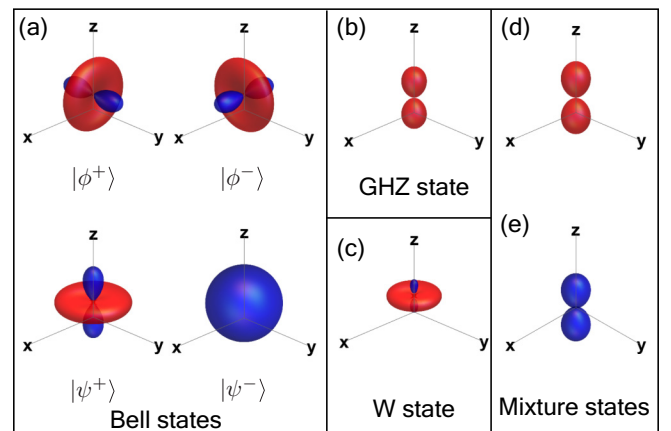 (a)
z
x
y
|ϕ⁺⟩
z
x
y
|ϕ⁻⟩
z
x
y
|ψ⁺⟩
z
x
y
|ψ⁻⟩
Bell states
(b)
z
x
y
GHZ state
(c)
z
x
y
W state
(d)
z
x
y
(e)
z
x
y
Mixture states